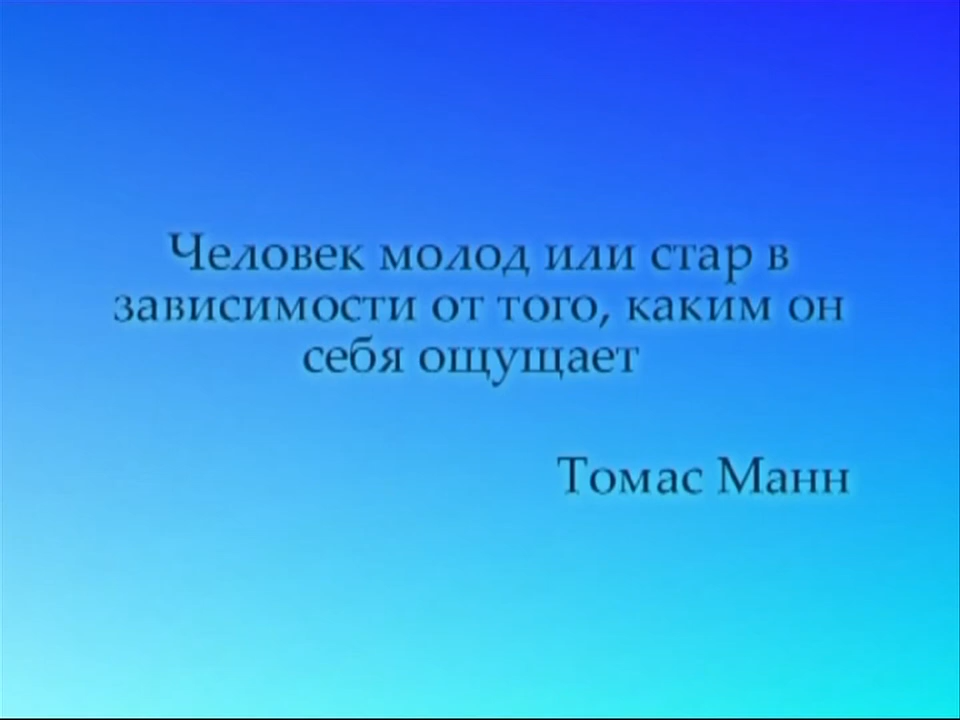 Человек молод или стар в
зависимости от того, каким он
себя ощущает
Томас Манн